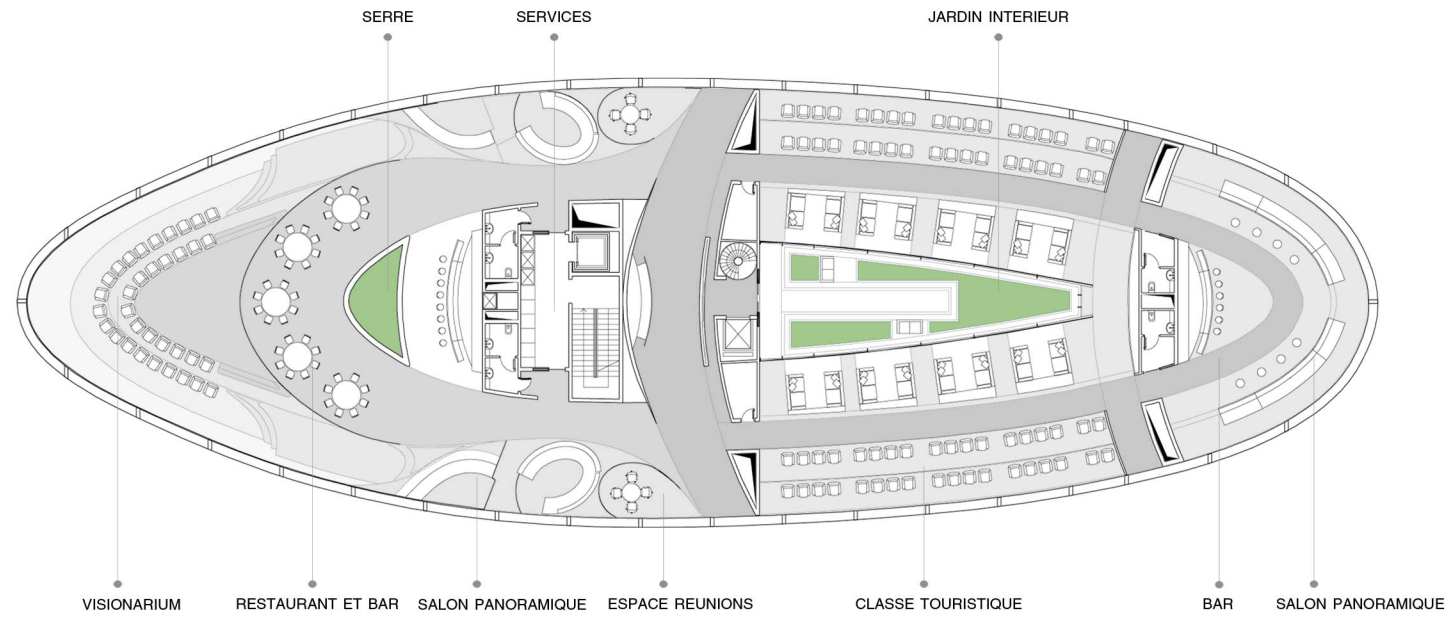 SERRE
SERVICES
JARDIN INTERIEUR
VISIONARIUM
RESTAURANT ET BAR
SALON PANORAMIQUE
ESPACE REUNIONS
CLASSE TOURISTIQUE
BAR
SALON PANORAMIQUE